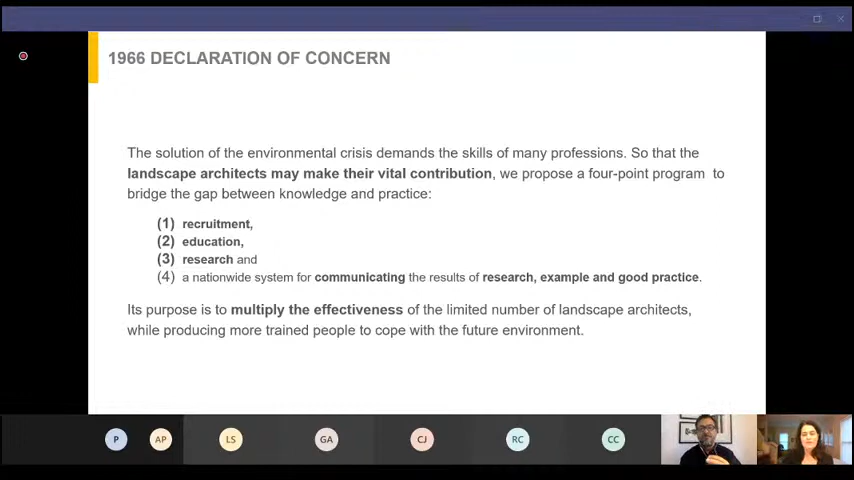 1966 DECLARATION OF CONCERN
The solution of the environmental crisis demands the skills of many professions. So that the
landscape architects may make their vital contribution, we propose a four-point program to
bridge the gap between knowledge and practice:
(1) recruitment,
(2) education,
(3) research and
(4) a nationwide system for communicating the results of research, example and good practice.
Its purpose is to multiply the effectiveness of the limited number of landscape architects,
while producing more trained people to cope with the future environment.
P AP LS GA CJ RC CC